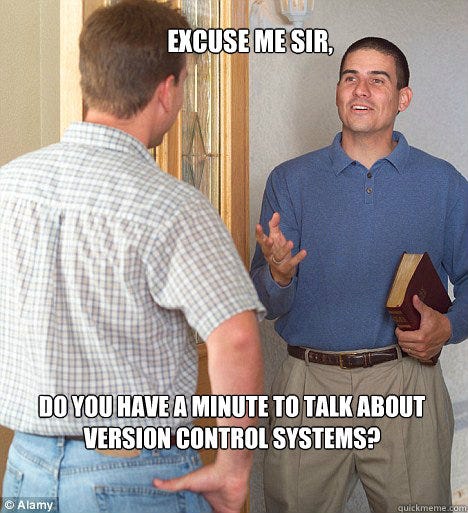 EXCUSE ME SIR,
DO YOU HAVE A MINUTE TO TALK ABOUT
VERSION CONTROL SYSTEMS?
© Alamy
quickmeme.com